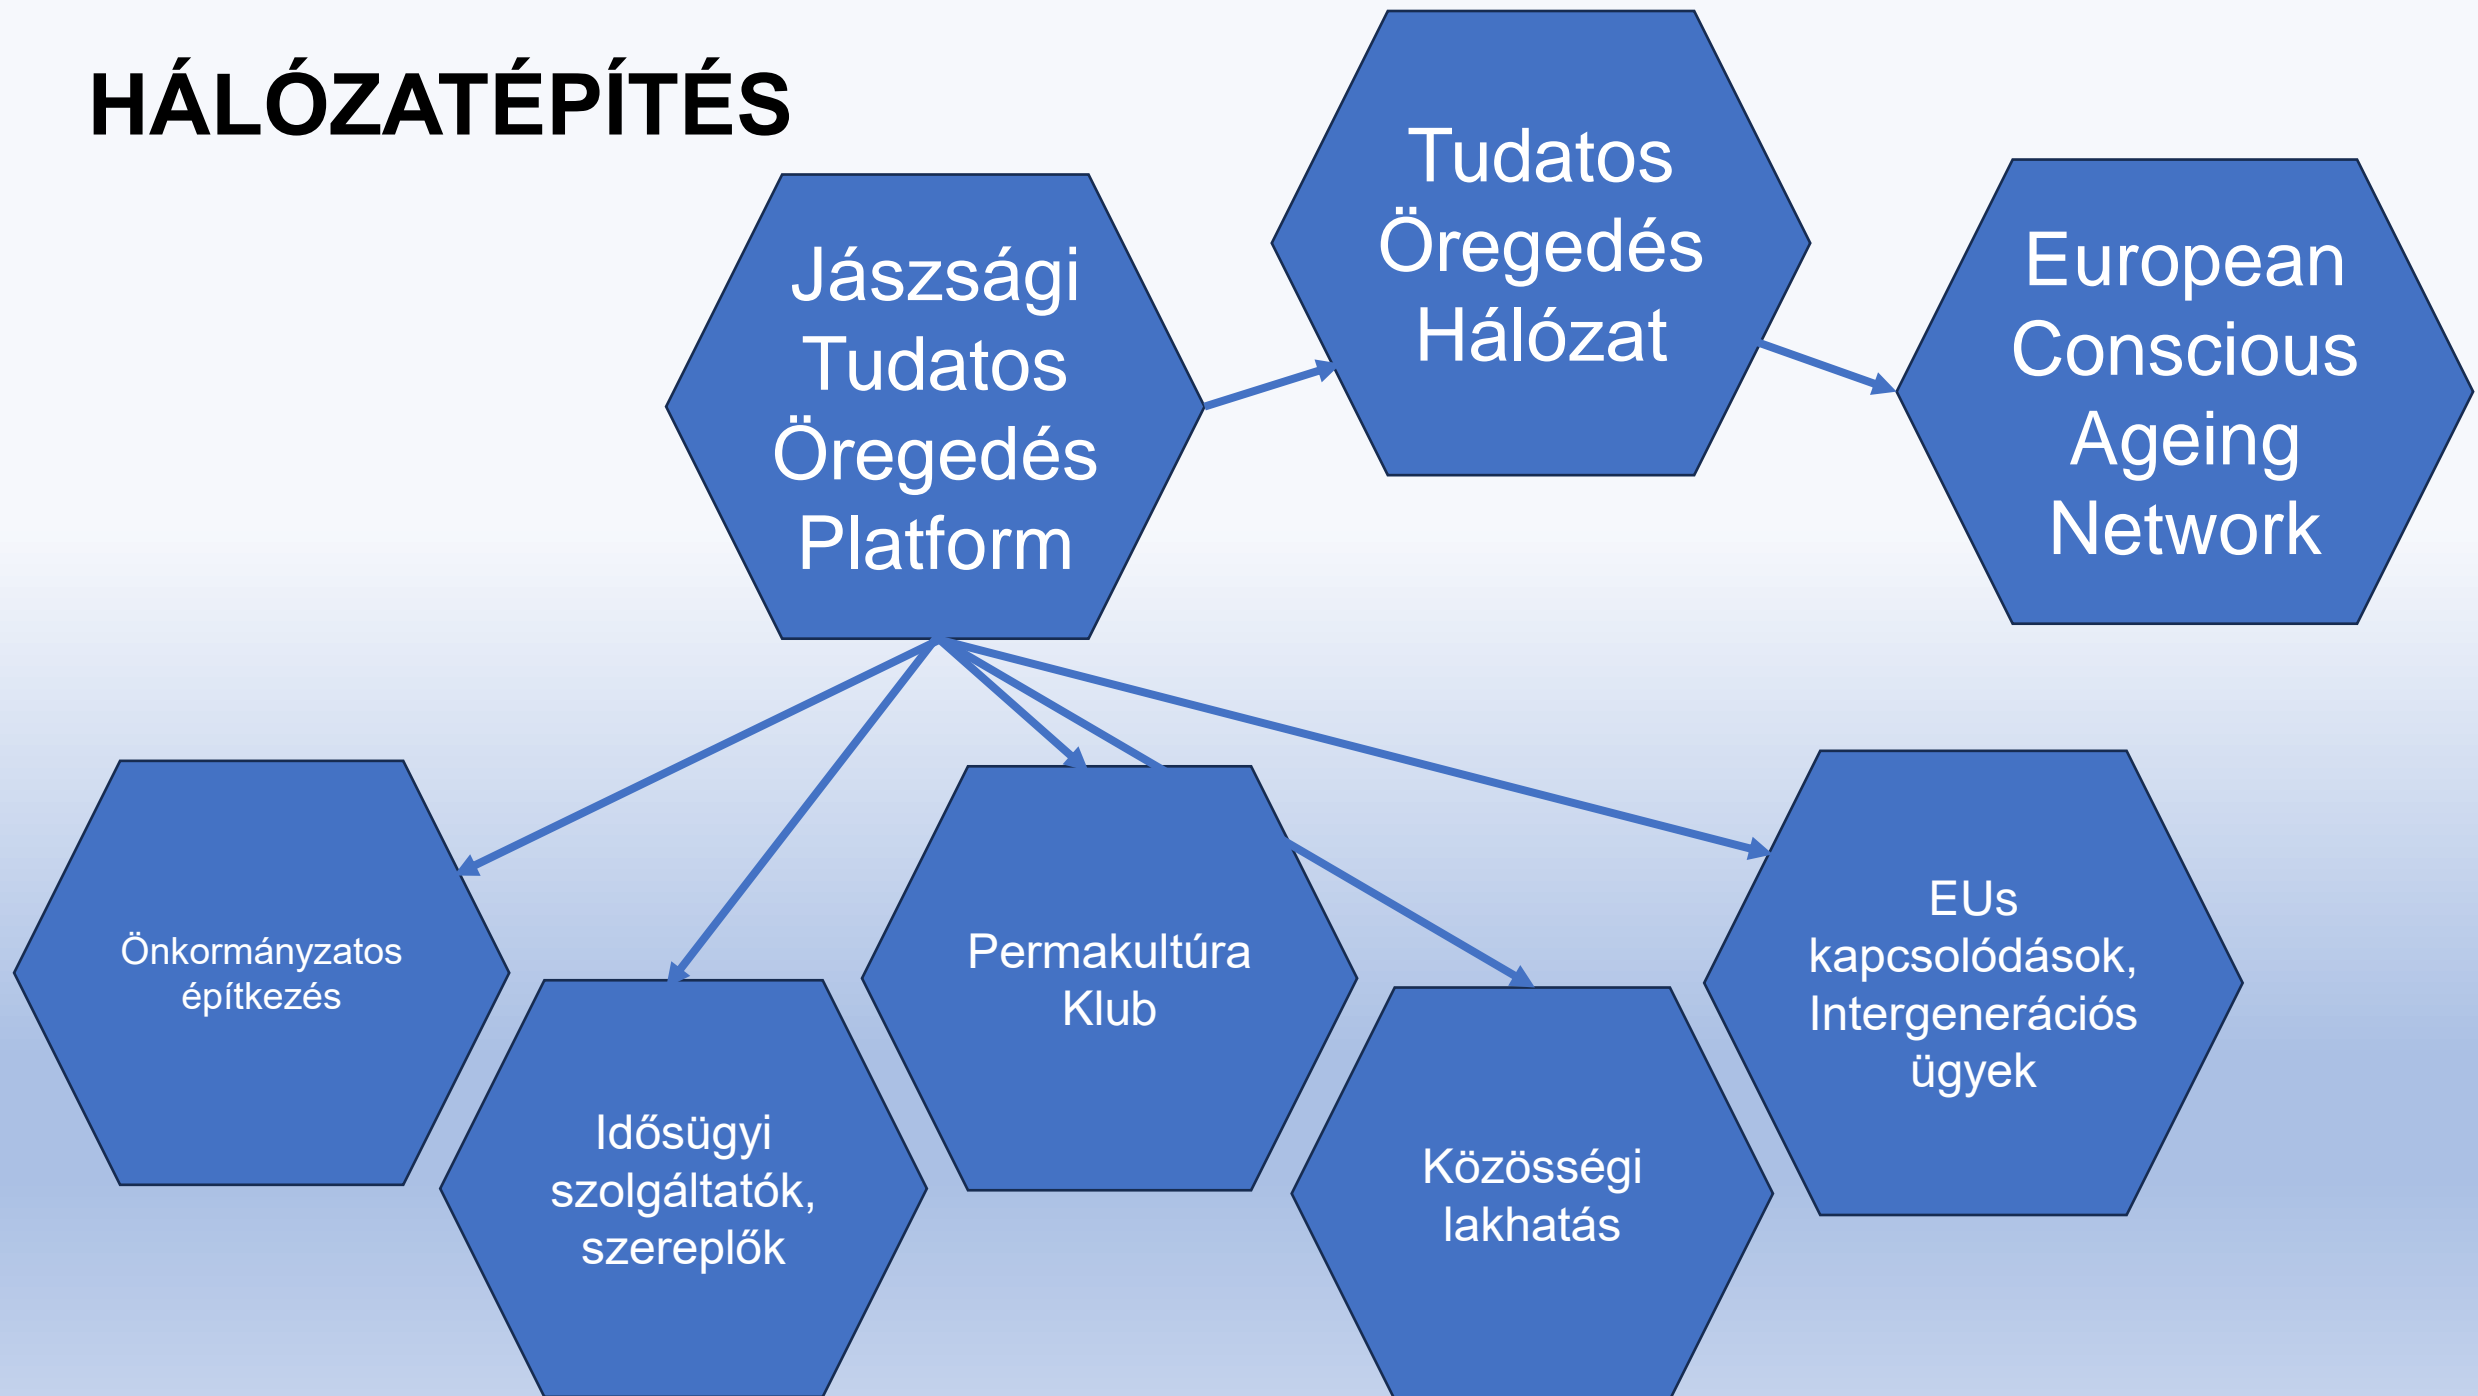 HÁLÓZATÉPÍTÉS
Jászsági
Tudatos
Öregedés
Platform
Tudatos
Öregedés
Hálózat
European
Conscious
Ageing
Network
Önkormányzatos
építkezés
Idősügyi
szolgáltatók,
szereplők
Permakultúra
Klub
Közösségi
lakhatás
EUs
kapcsolódások,
Intergenerációs
ügyek